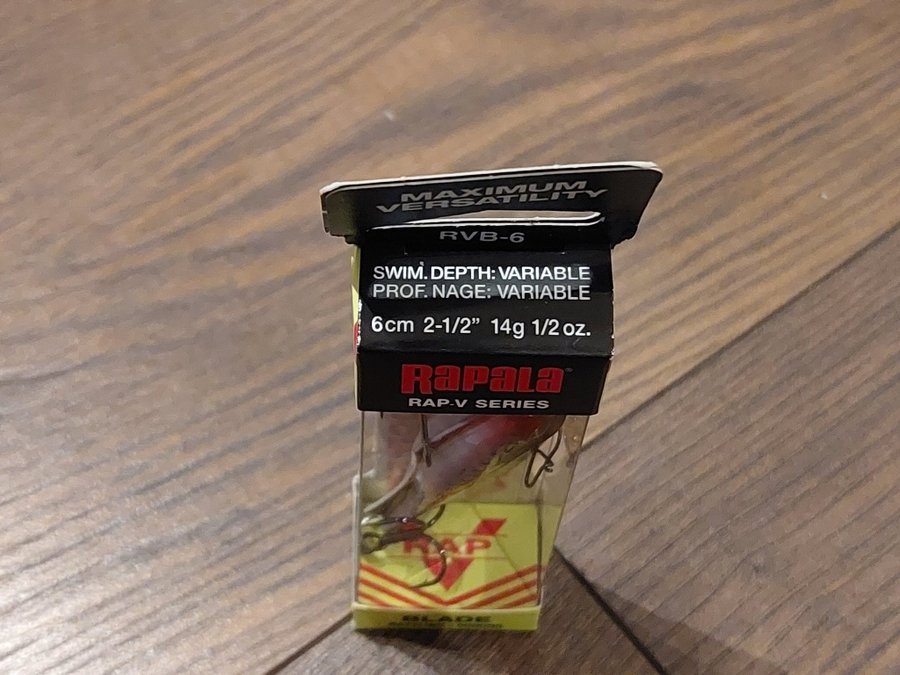 MAXIMUM
VERSATILITY
RVB-6
SWIM. DEPTH: VARIABLE
PROF. NAGE: VARIABLE
6cm 2-1/2" 14g 1/2 oz.
Rapala®
RAP-V SERIES
RAP
V
BLADE